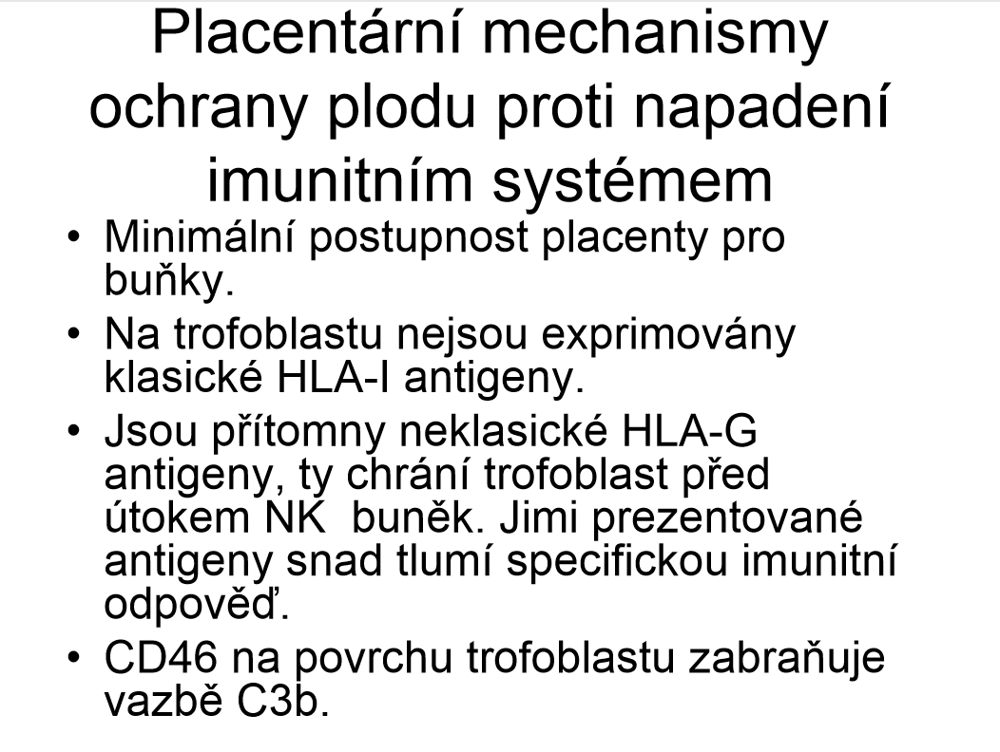 Placentární mechanismy
ochrany plodu proti napadení
imunitním systémem
• Minimální postupnost placenty pro
buňky.
• Na trofoblastu nejsou exprimovány
klasické HLA-I antigeny.
• Jsou přítomny neklasické HLA-G
antigeny, ty chrání trofoblast před
útokem NK  buněk. Jimi prezentované
antigeny snad tlumí specifickou imunitní
odpověď.
• CD46 na povrchu trofoblastu zabraňuje
vazbě C3b.